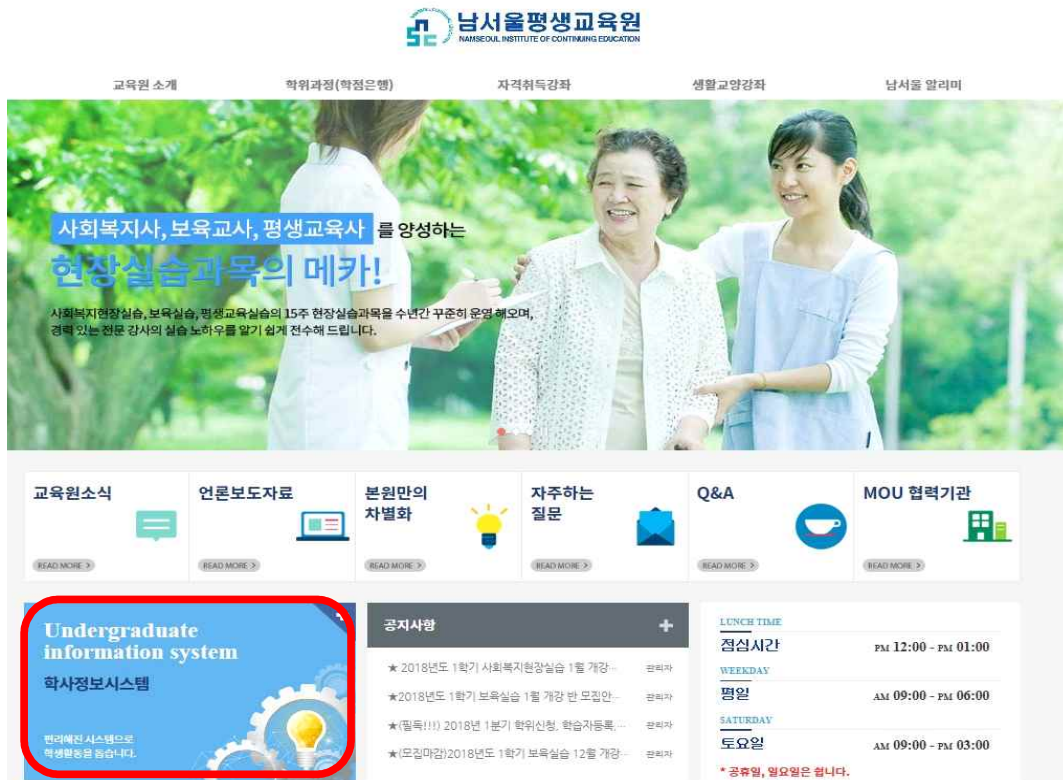 남서울평생교육원
NAMSEOUL INSTITUTE OF CONTINUING EDUCATION
교육원 소개
학위과정(학점은행)
자격취득강좌
생활교양강좌
남서울 알리미
사회복지사, 보육교사, 평생교육사 를 양성하는
현장실습과목의 메카!
사회복지현장실습, 보육실습, 평생교육실습의 15주 현장실습과목을 수년간 꾸준히 운영 해오며,
경력 있는 전문 강사의 실습 노하우를 알기 쉽게 전수해 드립니다.
교육원소식
READ MORE >
언론보도자료
READ MORE >
본원만의
차별화
READ MORE >
자주하는
질문
READ MORE >
Q&A
READ MORE >
MOU 협력기관
READ MORE >
Undergraduate
information system
학사정보시스템
편리해진 시스템으로
학생활동을 돕습니다.
공지사항 +
★ 2018년도 1학기 사회복지현장실습 1월 개강… 관리자
★2018년도 1학기 보육실습 1월 개강 반 모집안… 관리자
★(필독!!!) 2018년 1분기 학위신청, 학습자등록,… 관리자
★(모집마감)2018년도 1학기 보육실습 12월 개강… 관리자
LUNCH TIME
점심시간 PM 12:00 - PM 01:00
WEEKDAY
평일 AM 09:00 - PM 06:00
SATURDAY
토요일 AM 09:00 - PM 03:00
* 공휴일, 일요일은 쉽니다.